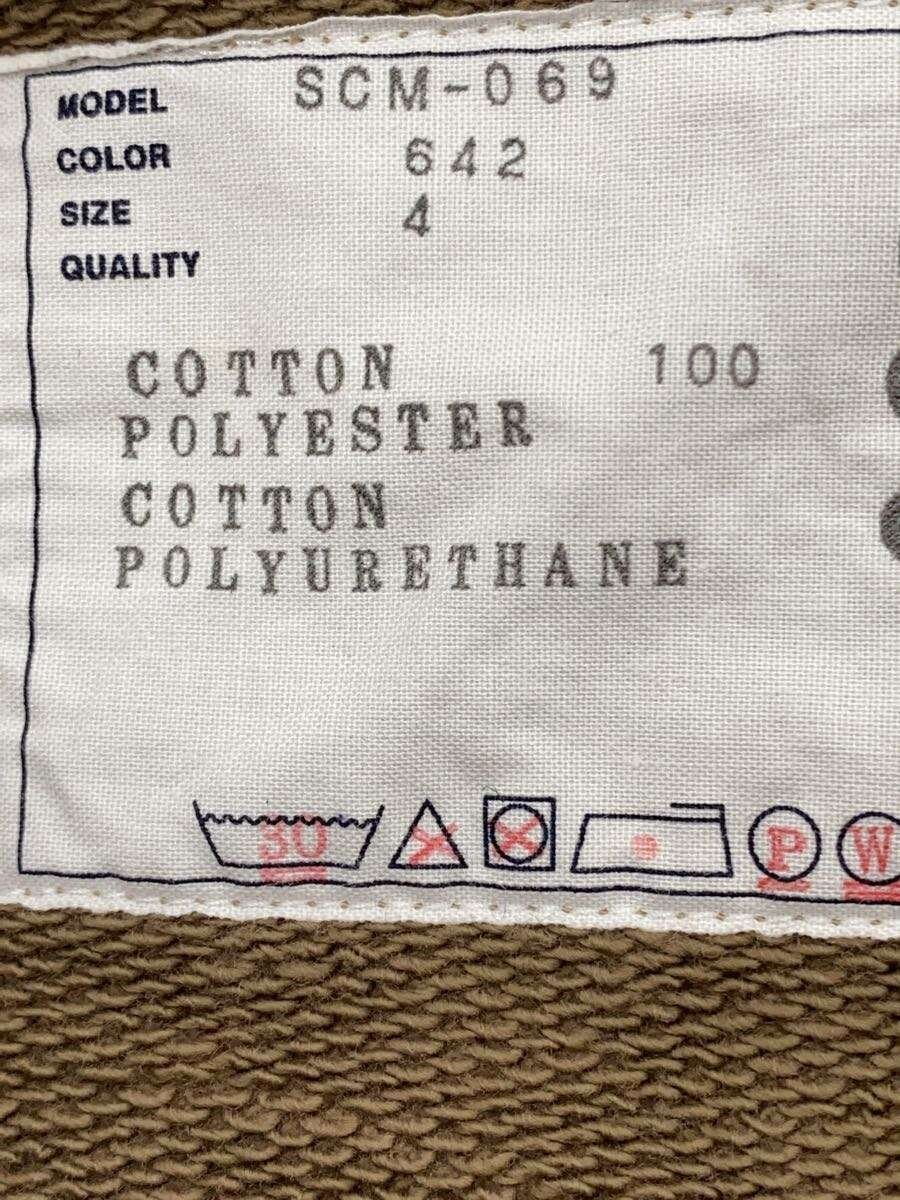 MODEL SCM-069
COLOR 642
SIZE 4
QUALITY
COTTON 100
POLYESTER
COTTON
POLYURETHANE
30
P
W